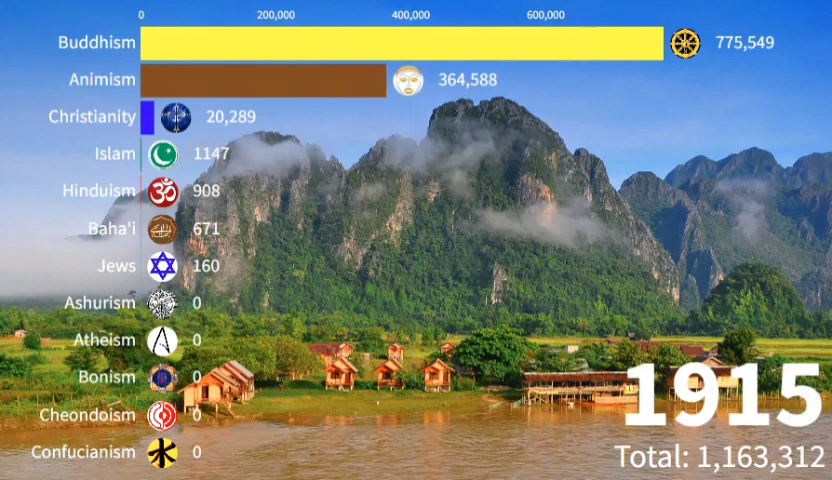 0 200,000 400,000 600,000
Buddhism 775,549
Animism 364,588
Christianity 20,289
Islam 1147
Hinduism 908
Baha'i 671
Jews 160
Ashurism 0
Atheism 0
Bonism 0
Cheondoism 0
Confucianism 0
1915
Total: 1,163,312